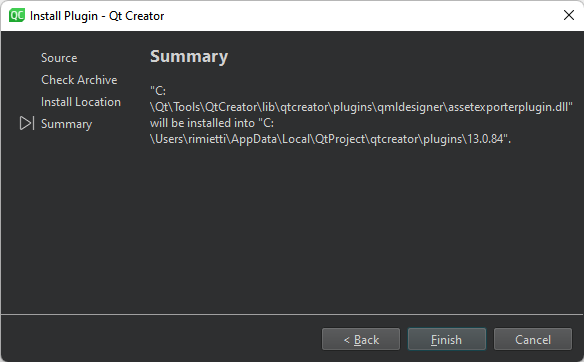 QC Install Plugin - Qt Creator
Source
Check Archive
Install Location
Summary
Summary
"C:
\Qt\Tools\QtCreator\lib\qtcreator\plugins\qmldesigner\assetexporterplugin.dll"
will be installed into "C:
\Users\rimietti\AppData\Local\QtProject\qtcreator\plugins\13.0.84".
< Back
Finish
Cancel